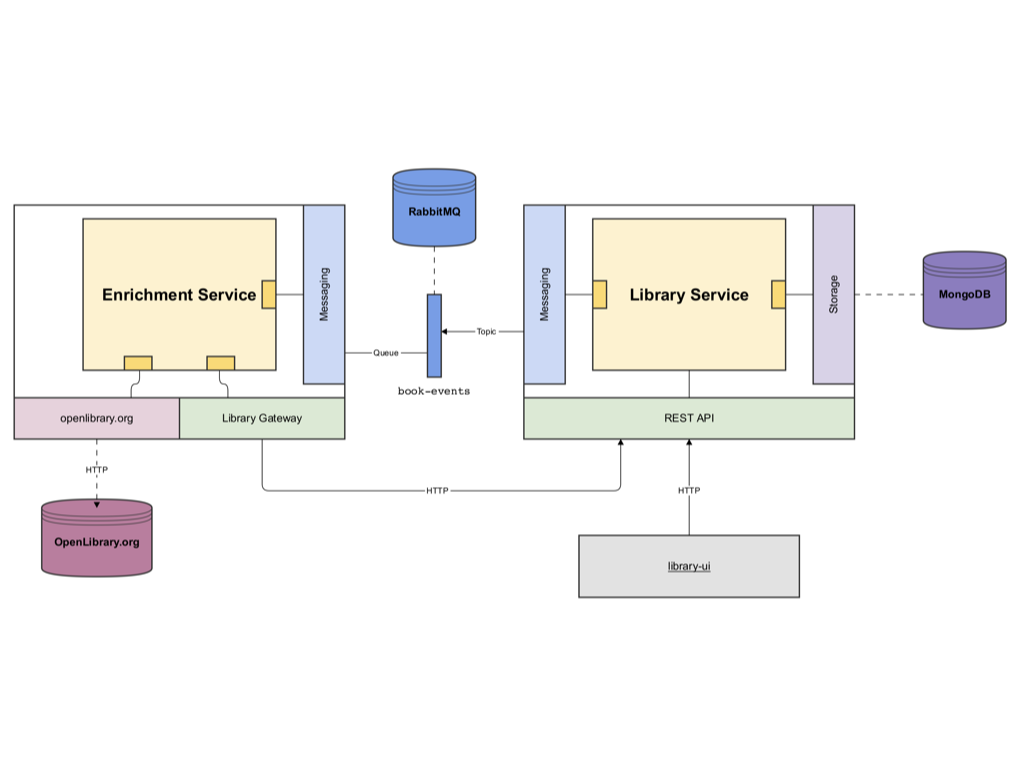 RabbitMQ
Enrichment Service
Messaging
Messaging
Library Service
Storage
MongoDB
Topic
Queue
book-events
openlibrary.org
Library Gateway
REST API
HTTP
HTTP
HTTP
OpenLibrary.org
library-ui